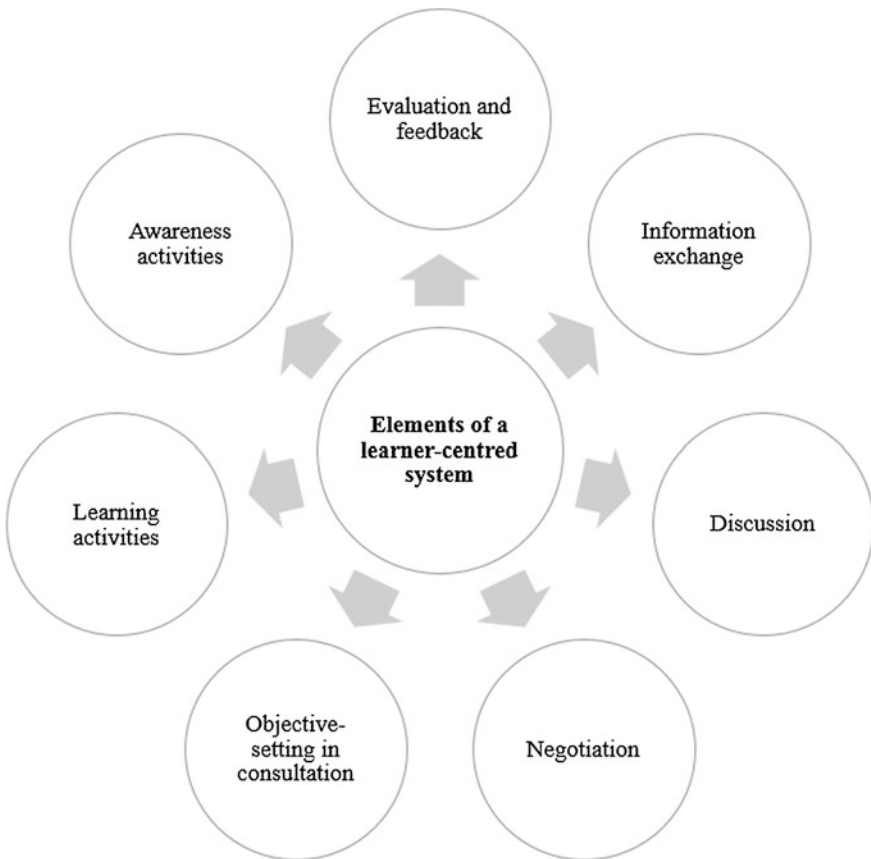 Evaluation and
feedback
Information
exchange
Discussion
Negotiation
Objective-
setting in
consultation
Learning
activities
Awareness
activities
Elements of a
learner-centred
system